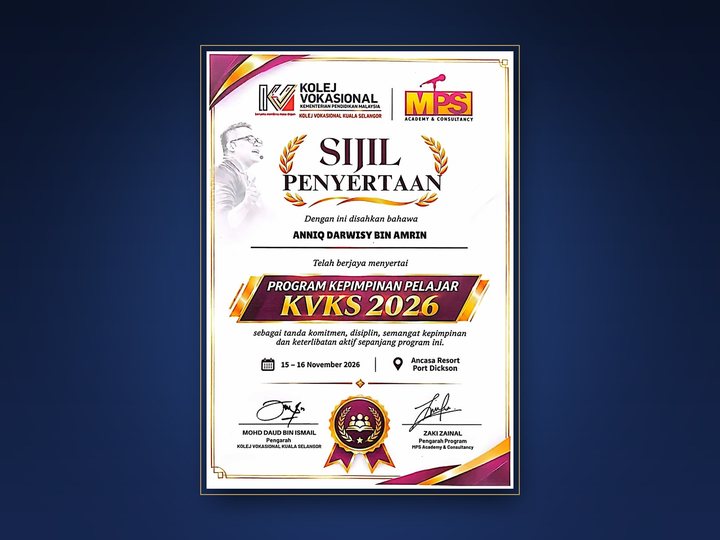 KOLEJ
VOKASIONAL
KEMENTERIAN PENDIDIKAN MALAYSIA
KOLEJ VOKASIONAL KUALA SELANGOR
MPS
ACADEMY & CONSULTANCY
SIJIL
PENYERTAAN
Dengan ini disahkan bahawa
ANNIQ DARWISY BIN AMRIN
Telah berjaya menyertai
PROGRAM KEPIMPINAN PELAJAR
KVKS 2026
sebagai tanda komitmen, disiplin, semangat kepimpinan
dan keterlibatan aktif sepanjang program ini.
15 – 16 November 2026
Ancasa Resort
Port Dickson
MOHD DAUD BIN ISMAIL
Pengarah
KOLEJ VOKASIONAL KUALA SELANGOR
ZAKI ZAINAL
Pengarah Program
MPS Academy & Consultancy